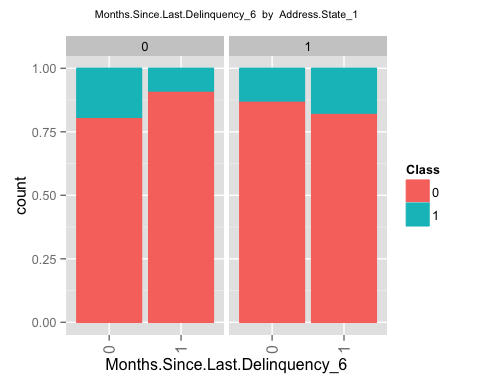 Months.Since.Last.Delinquency_6 by Address.State_1
0 1
1.00
0.75
0.50
0.25
0.00
count
0 1 0 1
Months.Since.Last.Delinquency_6
Class
0
1